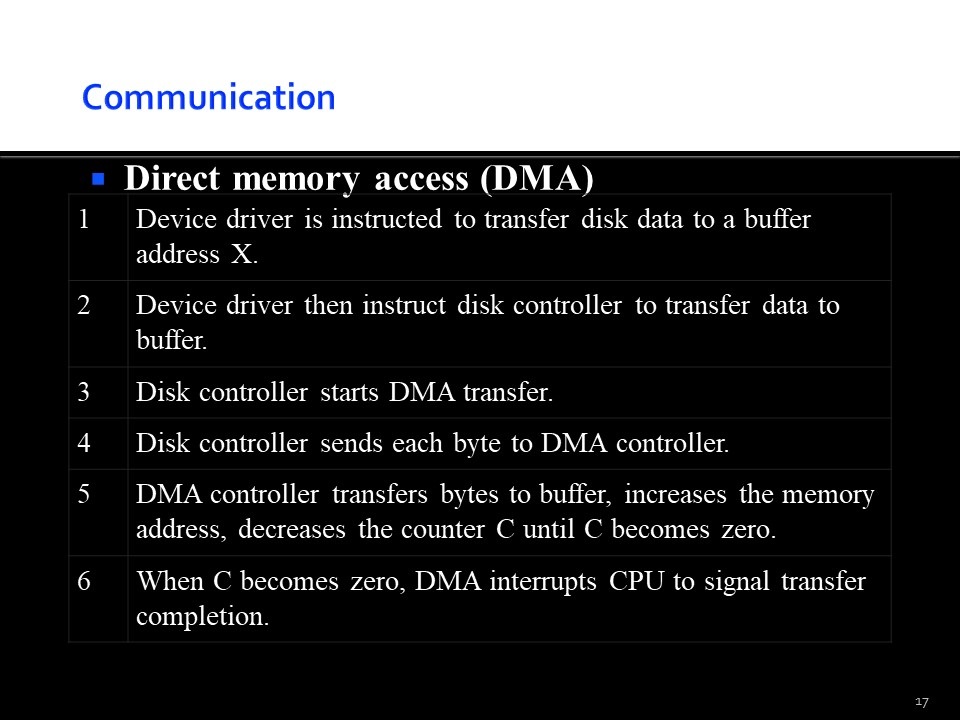 Communication
▪ Direct memory access (DMA)
1 Device driver is instructed to transfer disk data to a buffer
address X.
2 Device driver then instruct disk controller to transfer data to
buffer.
3 Disk controller starts DMA transfer.
4 Disk controller sends each byte to DMA controller.
5 DMA controller transfers bytes to buffer, increases the memory
address, decreases the counter C until C becomes zero.
6 When C becomes zero, DMA interrupts CPU to signal transfer
completion.
17